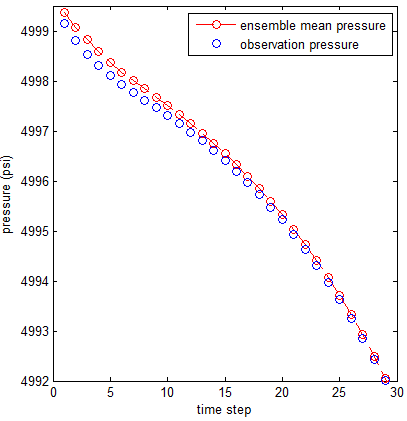 ensemble mean pressure
observation pressure
4999
4998
4997
4996
4995
4994
4993
4992
pressure (psi)
0 5 10 15 20 25 30
time step